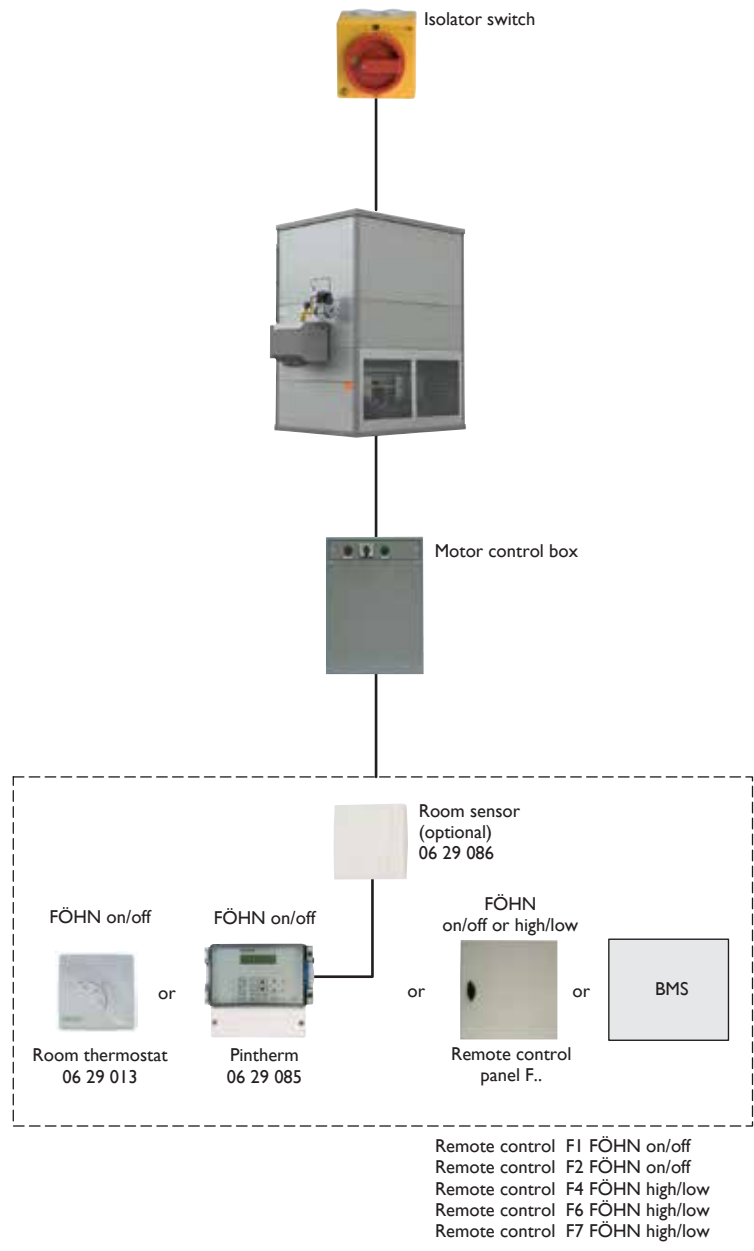 Isolator switch
Motor control box
Room sensor
(optional)
06 29 086
FÖHN on/off
FÖHN on/off
FÖHN
on/off or high/low
or
or
or
BMS
Room thermostat
06 29 013
Pintherm
06 29 085
Remote control
panel F..
Remote control F1 FÖHN on/off
Remote control F2 FÖHN on/off
Remote control F4 FÖHN high/low
Remote control F6 FÖHN high/low
Remote control F7 FÖHN high/low